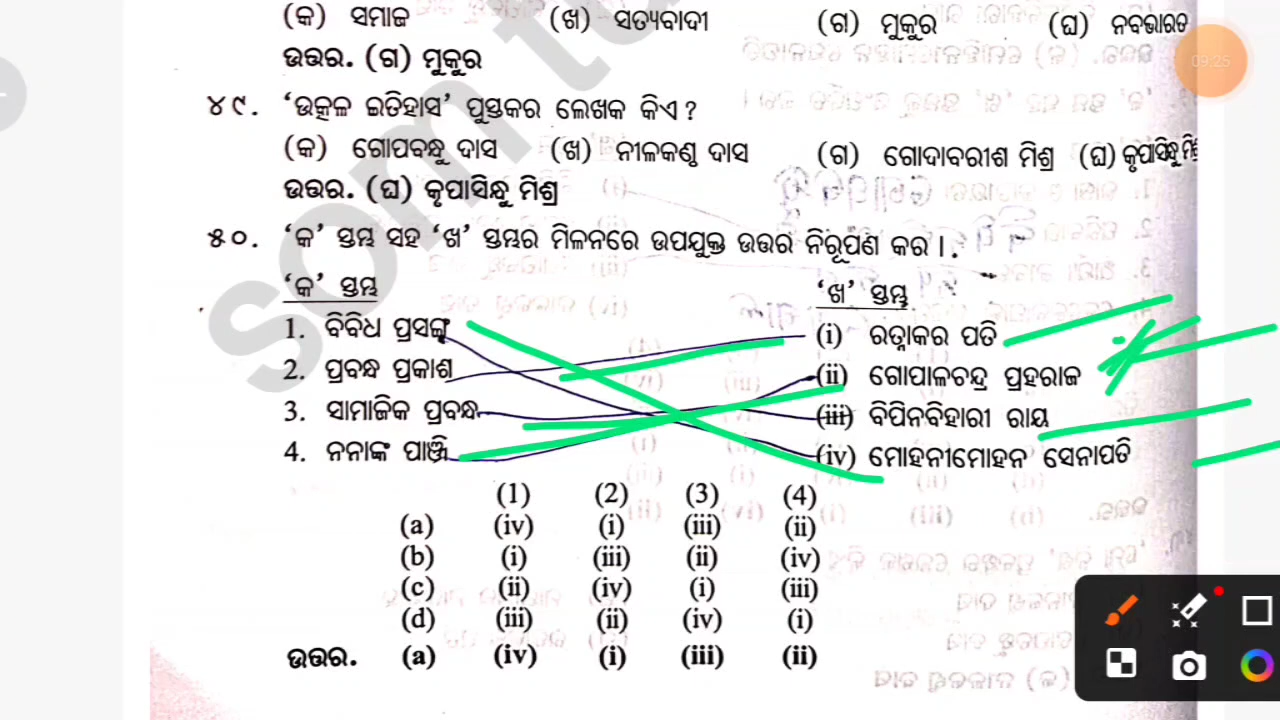 (କ) ସମାଜ (ଖ) ସତ୍ୟବାଦୀ (ଗ) ମୁକୁର (ଘ) ନବଭାରତ
ଉତ୍ତର. (ଗ) ମୁକୁର
୪୯. ‘ଉତ୍କଳ ଇତିହାସ’ ପୁସ୍ତକର ଲେଖକ କିଏ ?
(କ) ଗୋପବନ୍ଧୁ ଦାସ (ଖ) ନୀଳକଣ୍ଠ ଦାସ (ଗ) ଗୋଦାବରୀଶ ମିଶ୍ର (ଘ) କୃପାସିନ୍ଧୁ ମିଶ୍ର
ଉତ୍ତର. (ଘ) କୃପାସିନ୍ଧୁ ମିଶ୍ର
୫୦. ‘କ’ ସ୍ତମ୍ଭ ସହ ‘ଖ’ ସ୍ତମ୍ଭର ମିଳନରେ ଉପଯୁକ୍ତ ଉତ୍ତର ନିରୂପଣ କର ।
‘କ’ ସ୍ତମ୍ଭ ‘ଖ’ ସ୍ତମ୍ଭ
1. ବିବିଧ ପ୍ରସଙ୍ଗ (i) ରତ୍ନାକର ପତି
2. ପ୍ରବନ୍ଧ ପ୍ରକାଶ (ii) ଗୋପାଳଚନ୍ଦ୍ର ପ୍ରହରାଜ
3. ସାମାଜିକ ପ୍ରବନ୍ଧ (iii) ବିପିନବିହାରୀ ରାୟ
4. ନନାଙ୍କ ପାଞ୍ଜି (iv) ମୋହନୀମୋହନ ସେନାପତି
(1) (2) (3) (4)
(a) (iv) (i) (iii) (ii)
(b) (i) (iii) (ii) (iv)
(c) (ii) (iv) (i) (iii)
(d) (iii) (ii) (iv) (i)
ଉତ୍ତର. (a) (iv) (i) (iii) (ii)
09:25